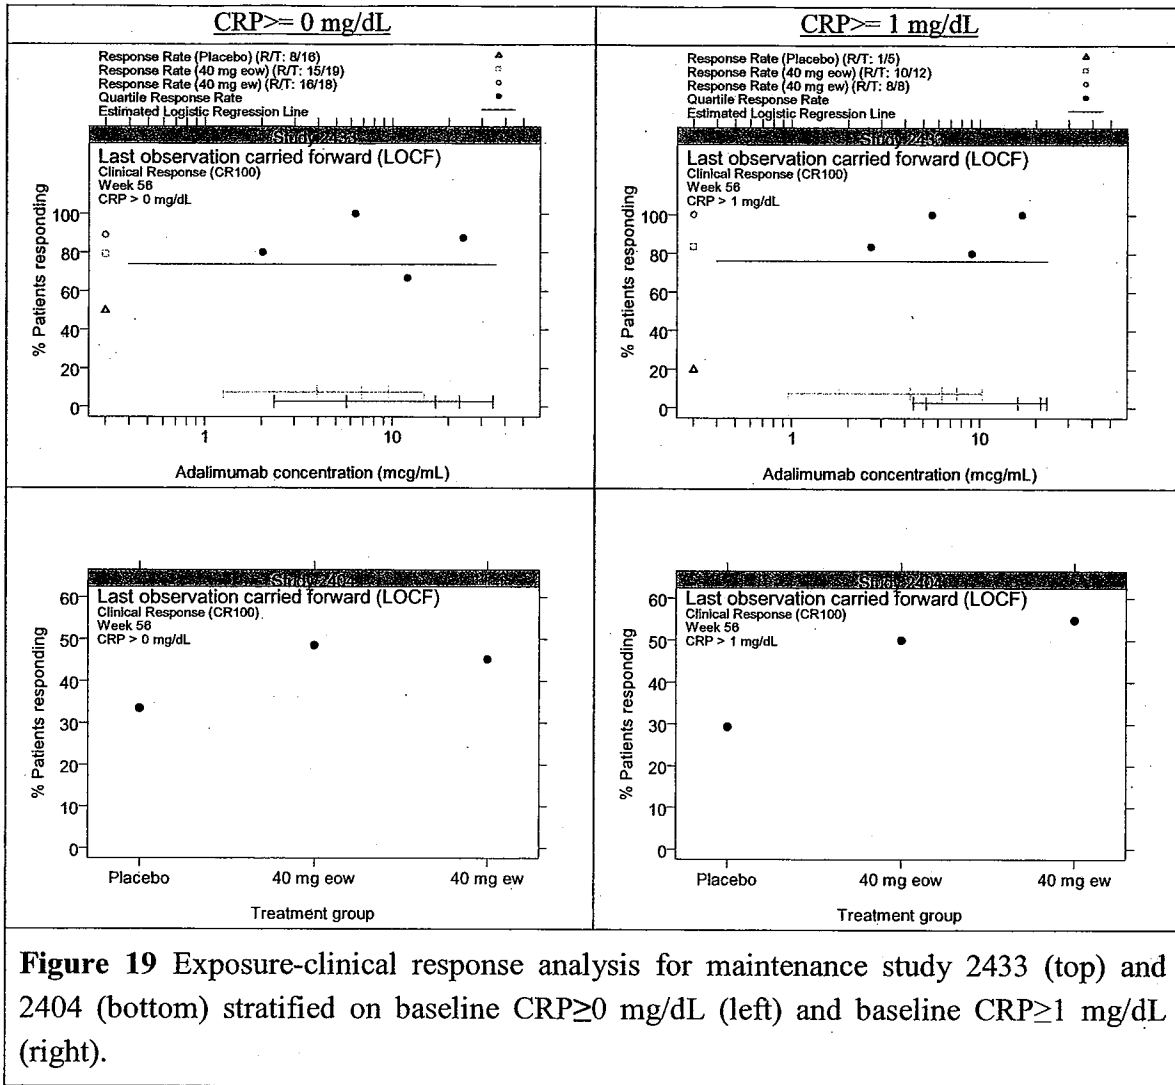 CRP>= 0 mg/dL
Response Rate (Placebo) (R/T: 8/16)
Response Rate (40 mg eow) (R/T: 15/19)
Response Rate (40 mg ew) (R/T: 16/18)
Quartile Response Rate
Estimated Logistic Regression Line
Last observation carried forward (LOCF)
Clinical Response (CR100)
Week 56
CRP > 0 mg/dL
% Patients responding
100
80
60
40
20
0
1
10
Adalimumab concentration (mcg/mL)
CRP>= 1 mg/dL
Response Rate (Placebo) (R/T: 1/5)
Response Rate (40 mg eow) (R/T: 10/12)
Response Rate (40 mg ew) (R/T: 8/8)
Quartile Response Rate
Estimated Logistic Regression Line
Last observation carried forward (LOCF)
Clinical Response (CR100)
Week 56
CRP > 1 mg/dL
% Patients responding
100
80
60
40
20
0
1
10
Adalimumab concentration (mcg/mL)
Study 2404
Last observation carried forward (LOCF)
Clinical Response (CR100)
Week 56
CRP > 0 mg/dL
% Patients responding
60
50
40
30
20
10
0
Placebo
40 mg eow
40 mg ew
Treatment group
Study 2404
Last observation carried forward (LOCF)
Clinical Response (CR100)
Week 56
CRP > 1 mg/dL
% Patients responding
60
50
40
30
20
10
0
Placebo
40 mg eow
40 mg ew
Treatment group
Figure 19 Exposure-clinical response analysis for maintenance study 2433 (top) and
2404 (bottom) stratified on baseline CRP≥0 mg/dL (left) and baseline CRP≥1 mg/dL
(right).